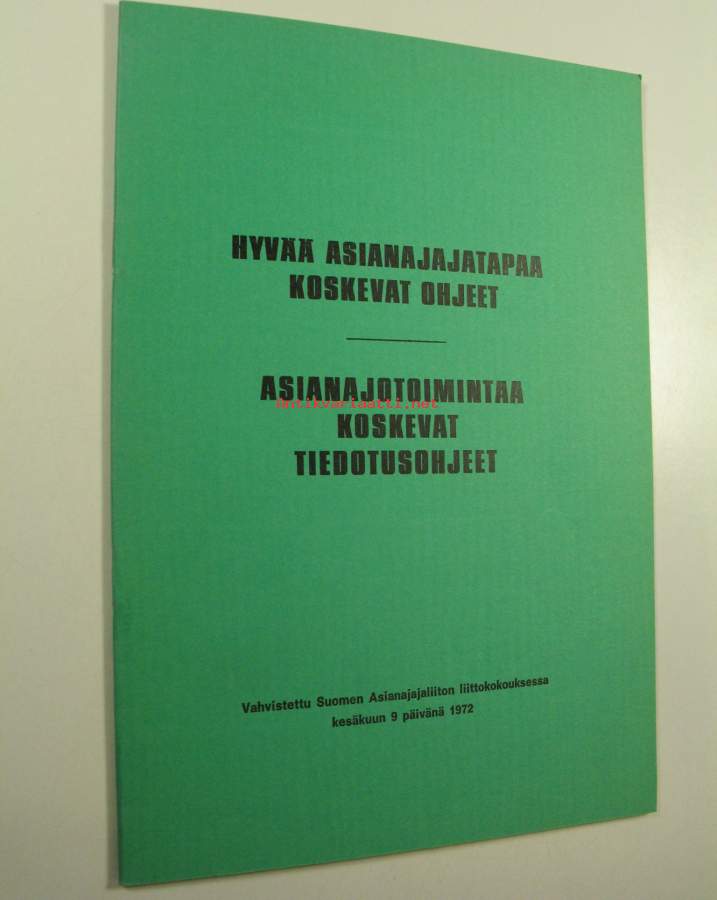 HYVÄÄ ASIANAJAJATAPAA
KOSKEVAT OHJEET
ASIANAJOTOIMINTAA
antikvariaatti.net
KOSKEVAT
TIEDOTUSOHJEET
Vahvistettu Suomen Asianajajaliiton liittokokouksessa
kesäkuun 9 päivänä 1972